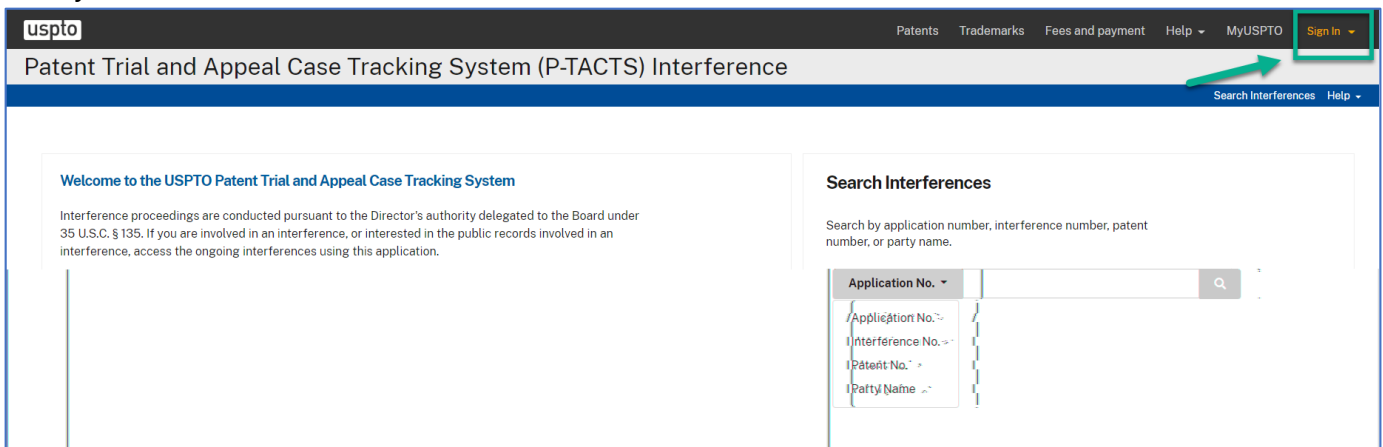 uspto
Patents Trademarks Fees and payment Help MyUSPTO Sign In
Patent Trial and Appeal Case Tracking System (P-TACTS) Interference
Search Interferences Help
Welcome to the USPTO Patent Trial and Appeal Case Tracking System
Interference proceedings are conducted pursuant to the Director's authority delegated to the Board under
35 U.S.C. § 135. If you are involved in an interference, or interested in the public records involved in an
interference, access the ongoing interferences using this application.
Search Interferences
Search by application number, interference number, patent
number, or party name.
Application No.
Application No.
Interference No.
Patent No.
Party Name